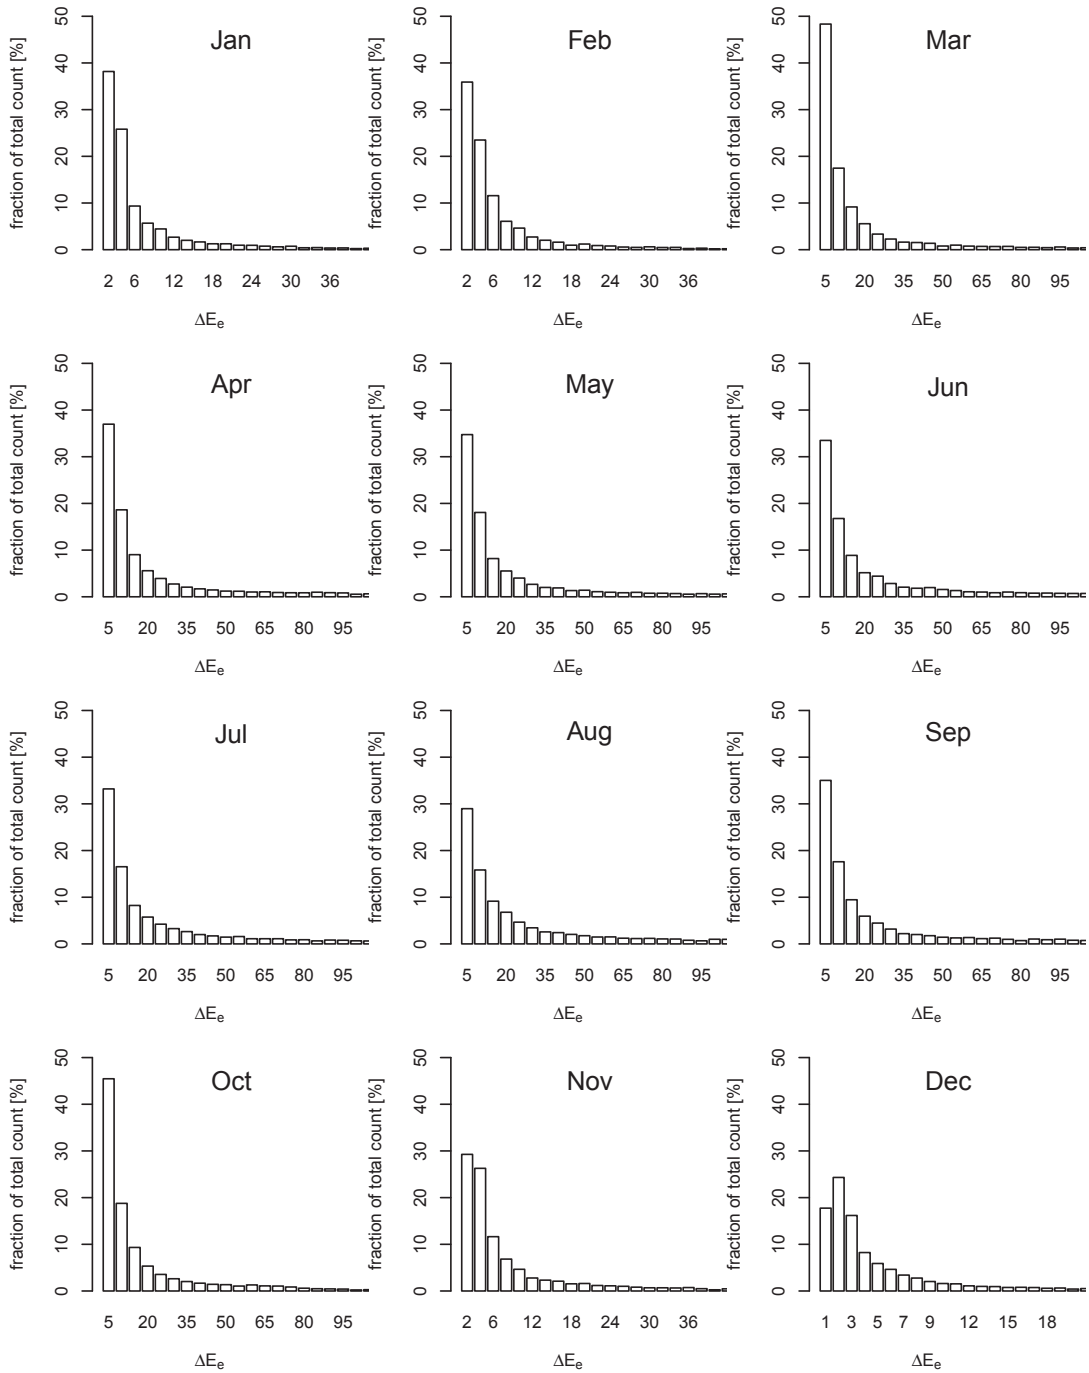 Jan
fraction of total count [%]
0 10 20 30 40 50
2 6 12 18 24 30 36
ΔEe
Feb
fraction of total count [%]
0 10 20 30 40 50
2 6 12 18 24 30 36
ΔEe
Mar
fraction of total count [%]
0 10 20 30 40 50
5 20 35 50 65 80 95
ΔEe
Apr
fraction of total count [%]
0 10 20 30 40 50
5 20 35 50 65 80 95
ΔEe
May
fraction of total count [%]
0 10 20 30 40 50
5 20 35 50 65 80 95
ΔEe
Jun
fraction of total count [%]
0 10 20 30 40 50
5 20 35 50 65 80 95
ΔEe
Jul
fraction of total count [%]
0 10 20 30 40 50
5 20 35 50 65 80 95
ΔEe
Aug
fraction of total count [%]
0 10 20 30 40 50
5 20 35 50 65 80 95
ΔEe
Sep
fraction of total count [%]
0 10 20 30 40 50
5 20 35 50 65 80 95
ΔEe
Oct
fraction of total count [%]
0 10 20 30 40 50
5 20 35 50 65 80 95
ΔEe
Nov
fraction of total count [%]
0 10 20 30 40 50
2 6 12 18 24 30 36
ΔEe
Dec
fraction of total count [%]
0 10 20 30 40 50
1 3 5 7 9 12 15 18
ΔEe